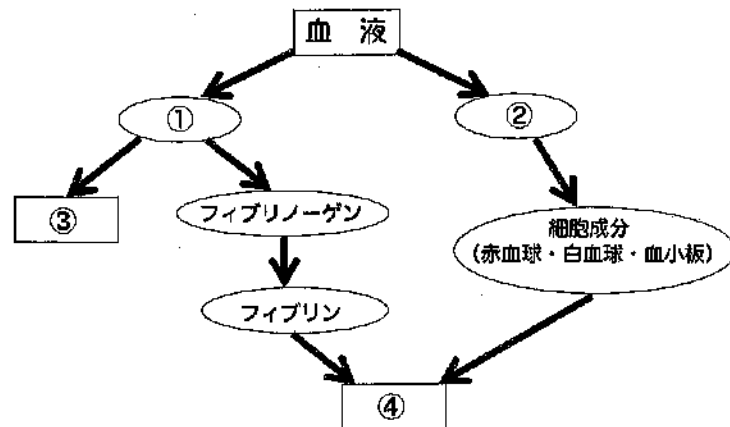 血 液
①
②
③
フィブリノーゲン
細胞成分
(赤血球・白血球・血小板)
フィブリン
④